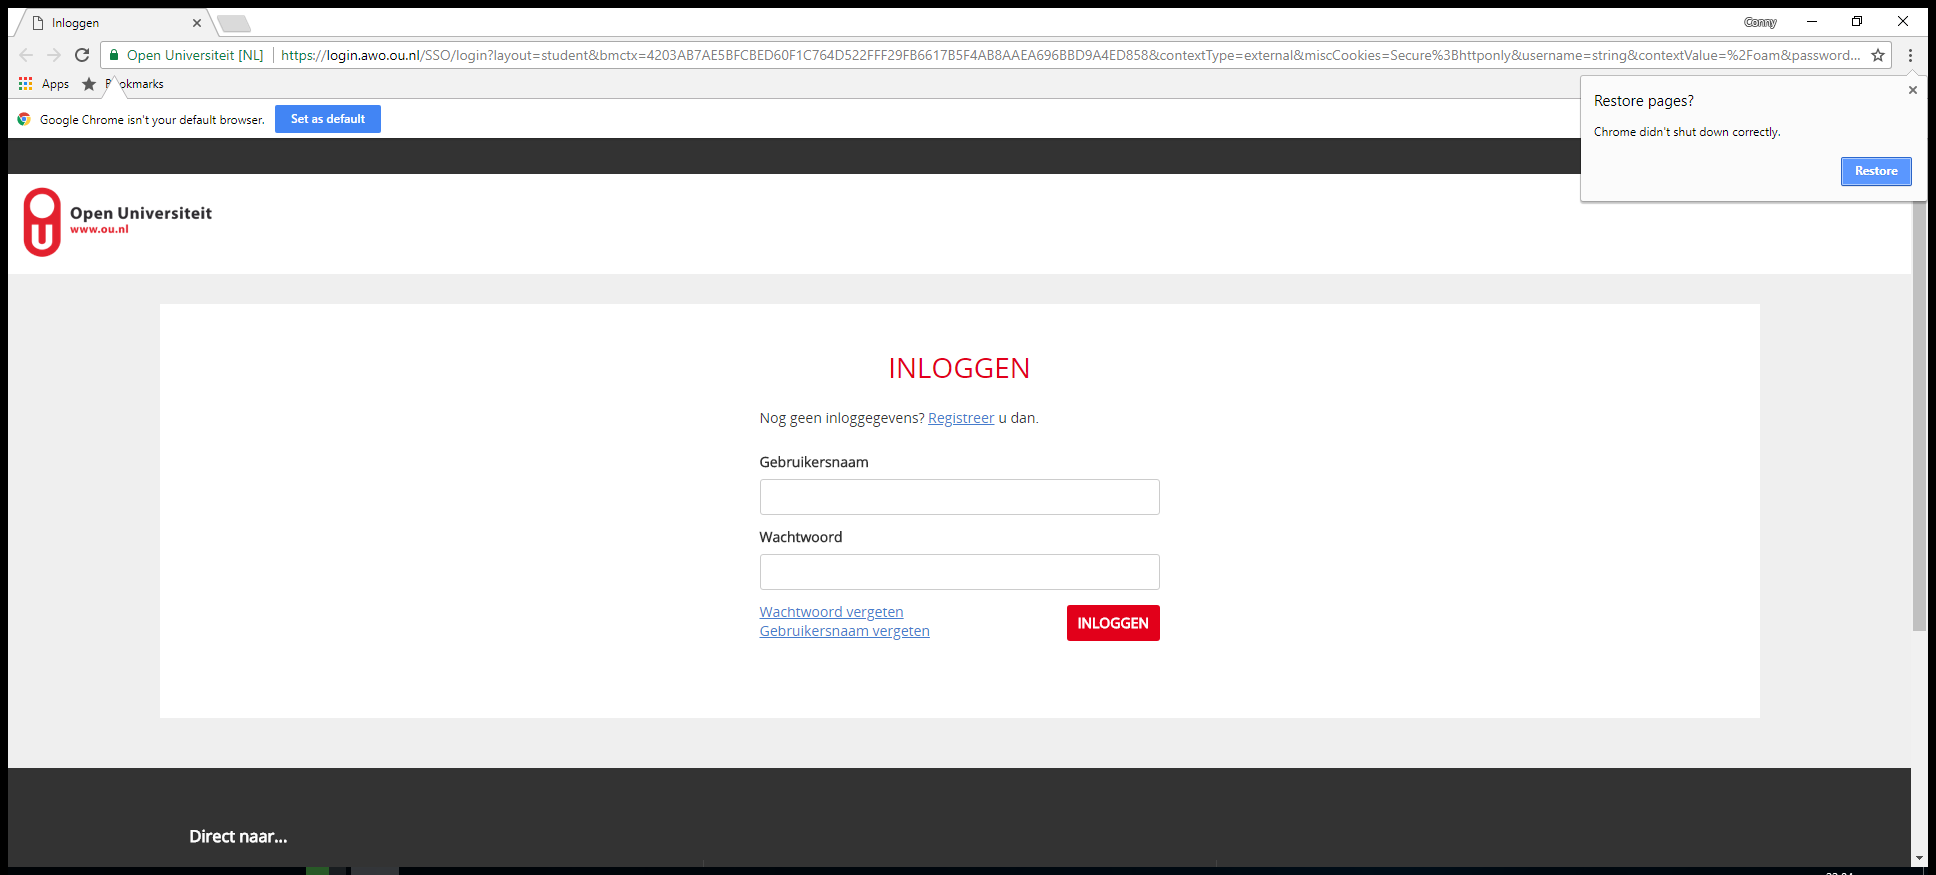 Inloggen
Conny
Open Universiteit [NL]
https://login.awo.ou.nl/SSO/login?layout=student&bmctx=4203AB7AE5BFCBED60F1C764D522FFF29FB6617B5F4AB8AAEA696BBD9A4ED858&contextType=external&miscCookies=Secure%3Bhttponly&username=string&contextValue=%2Foam&password...
Apps
Google Chrome isn't your default browser.
Set as default
Restore pages?
Chrome didn't shut down correctly.
Restore
Open Universiteit
www.ou.nl
INLOGGEN
Nog geen inloggegevens? Registreer u dan.
Gebruikersnaam
Wachtwoord
Wachtwoord vergeten
Gebruikersnaam vergeten
INLOGGEN
Direct naar...